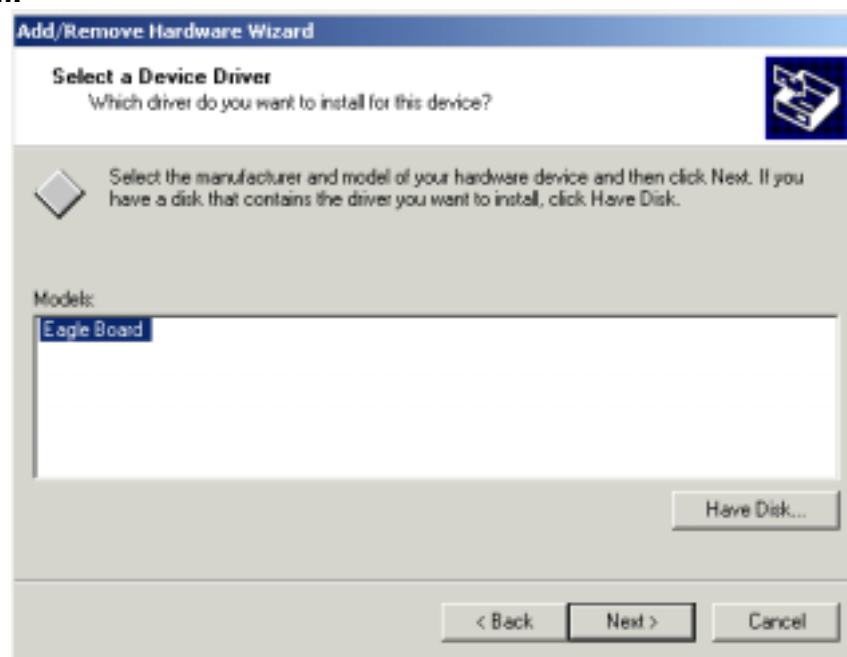 Add/Remove Hardware Wizard
Select a Device Driver
Which driver do you want to install for this device?
Select the manufacturer and model of your hardware device and then click Next. If you
have a disk that contains the driver you want to install, click Have Disk.
Models:
Eagle Board
Have Disk...
< Back
Next >
Cancel